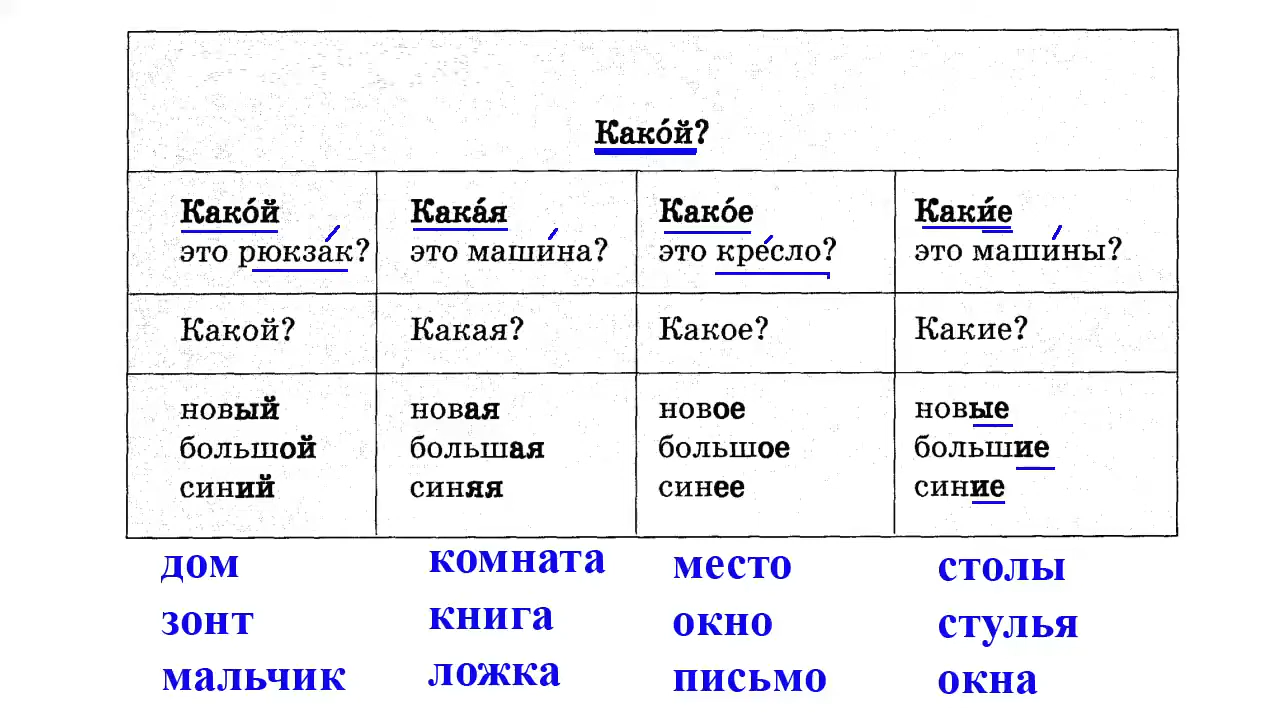 Како́й?
Како́й
это рюкза́к?
Кака́я
это маши́на?
Како́е
это кре́сло?
Каки́е
это маши́ны?
Какой?
Какая?
Какое?
Какие?
новый
большой
синий
новая
большая
синяя
новое
большое
синее
новые
большие
синие
дом
зонт
мальчик
комната
книга
ложка
место
окно
письмо
столы
стулья
окна